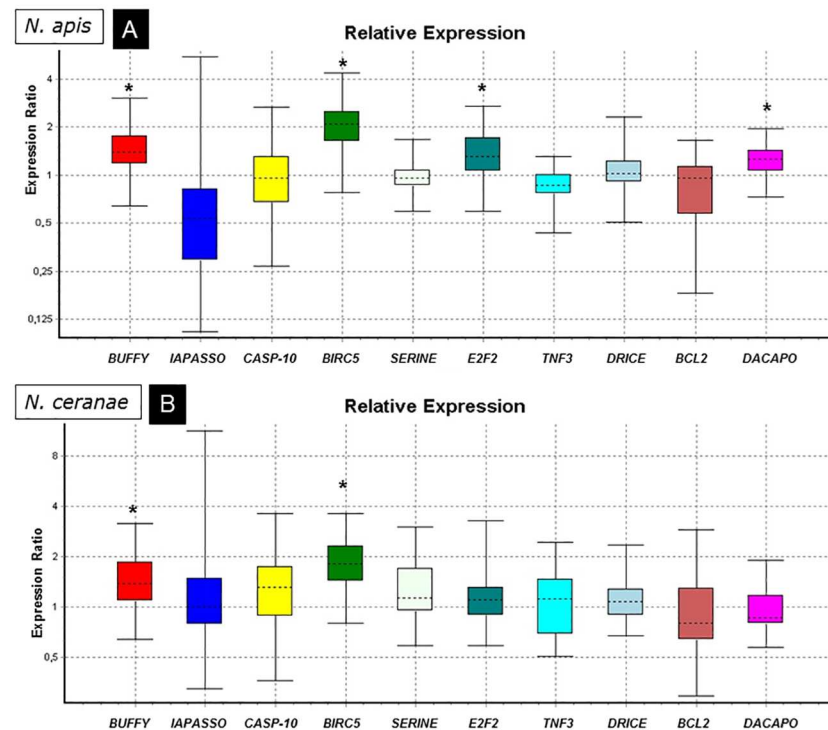 N. apis
A
Relative Expression
*
*
*
*
Expression Ratio
4
2
1
0,5
0,25
0,125
BUFFY IAPASSO CASP-10 BIRC5 SERINE E2F2 TNF3 DRICE BCL2 DACAPO
N. ceranae
B
Relative Expression
*
*
Expression Ratio
8
4
2
1
0,5
BUFFY IAPASSO CASP-10 BIRC5 SERINE E2F2 TNF3 DRICE BCL2 DACAPO